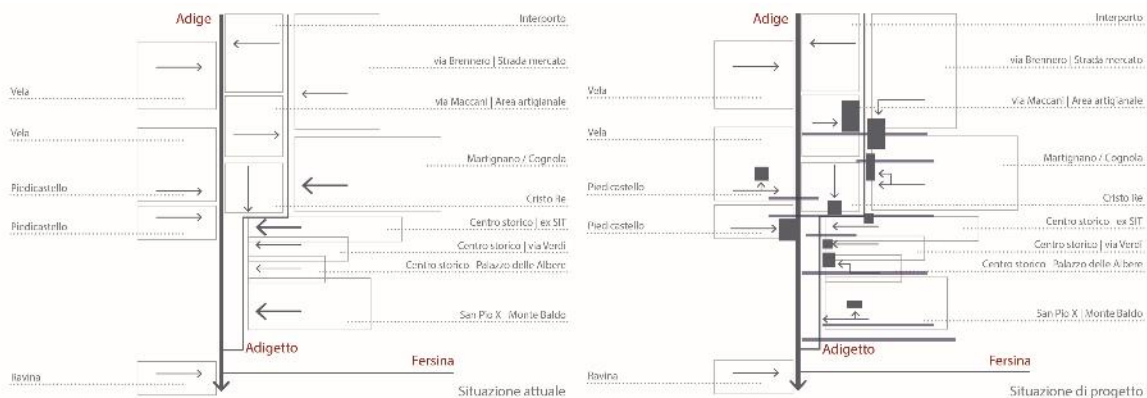 Adige
Interporto
via Brennero | Strada mercato
Vela
via Maccani | Area artigianale
Vela
Martignano / Cognola
Piedicastello
Cristo Re
Piedicastello
Centro storico | ex SIT
Centro storico | via Verdi
Centro storico | Palazzo delle Albere
San Pio X | Monte Baldo
Adigetto
Fersina
Ravina
Situazione attuale
Adige
Interporto
via Brennero | Strada mercato
Vela
via Maccani | Area artigianale
Vela
Martignano / Cognola
Piedicastello
Cristo Re
Piedicastello
Centro storico | ex SIT
Centro storico | via Verdi
Centro storico | Palazzo delle Albere
San Pio X | Monte Baldo
Adigetto
Fersina
Ravina
Situazione di progetto